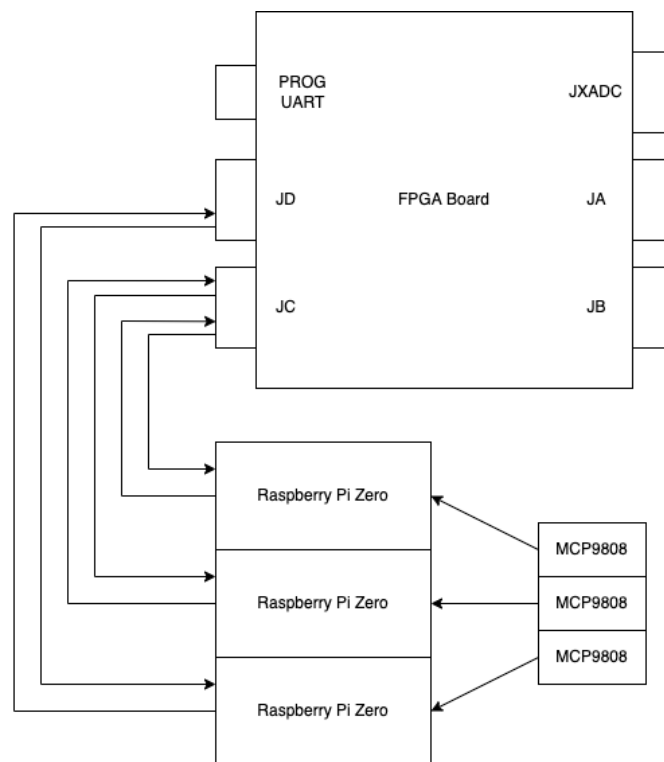 PROG
UART
JXADC
JD
FPGA Board
JA
JC
JB
Raspberry Pi Zero
MCP9808
Raspberry Pi Zero
MCP9808
MCP9808
Raspberry Pi Zero